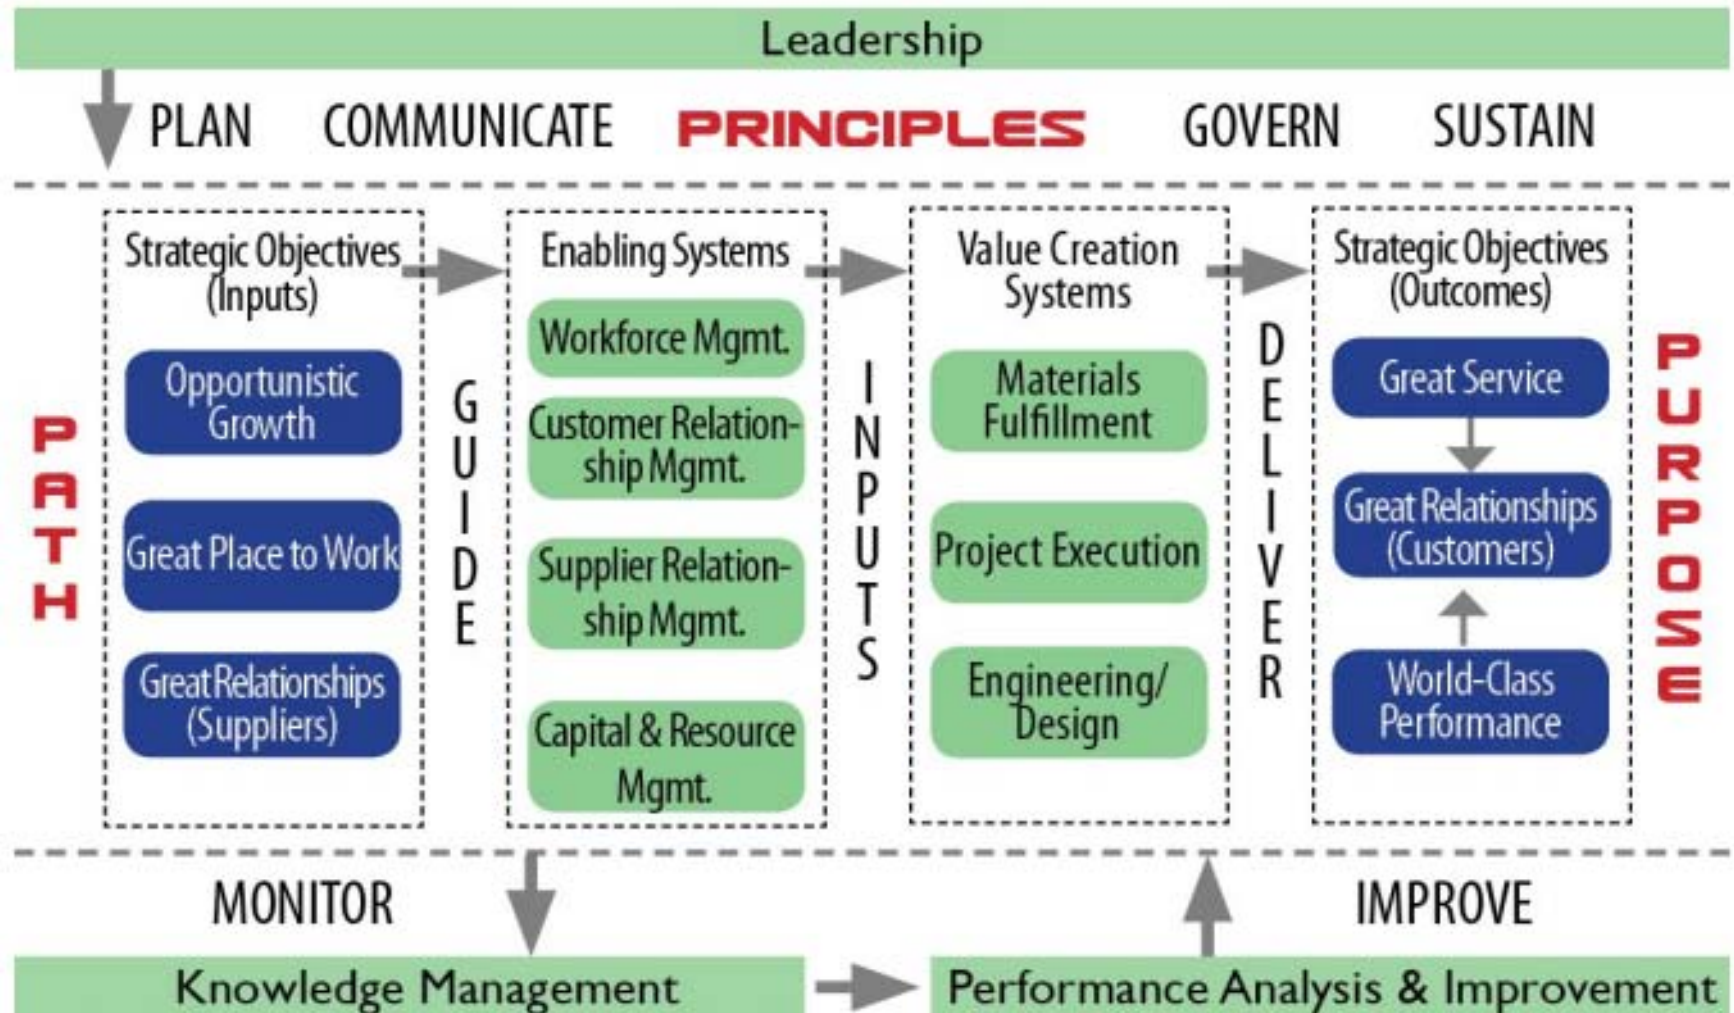 Leadership
PLAN COMMUNICATE PRINCIPLES GOVERN SUSTAIN
PATH
Strategic Objectives
(Inputs)
Opportunistic
Growth
Great Place to Work
Great Relationships
(Suppliers)
GUIDE
Enabling Systems
Workforce Mgmt.
Customer Relation-
ship Mgmt.
Supplier Relation-
ship Mgmt.
Capital & Resource
Mgmt.
INPUTS
Value Creation
Systems
Materials
Fulfillment
Project Execution
Engineering/
Design
DELIVER
Strategic Objectives
(Outcomes)
Great Service
Great Relationships
(Customers)
World-Class
Performance
PURPOSE
MONITOR
IMPROVE
Knowledge Management
Performance Analysis & Improvement